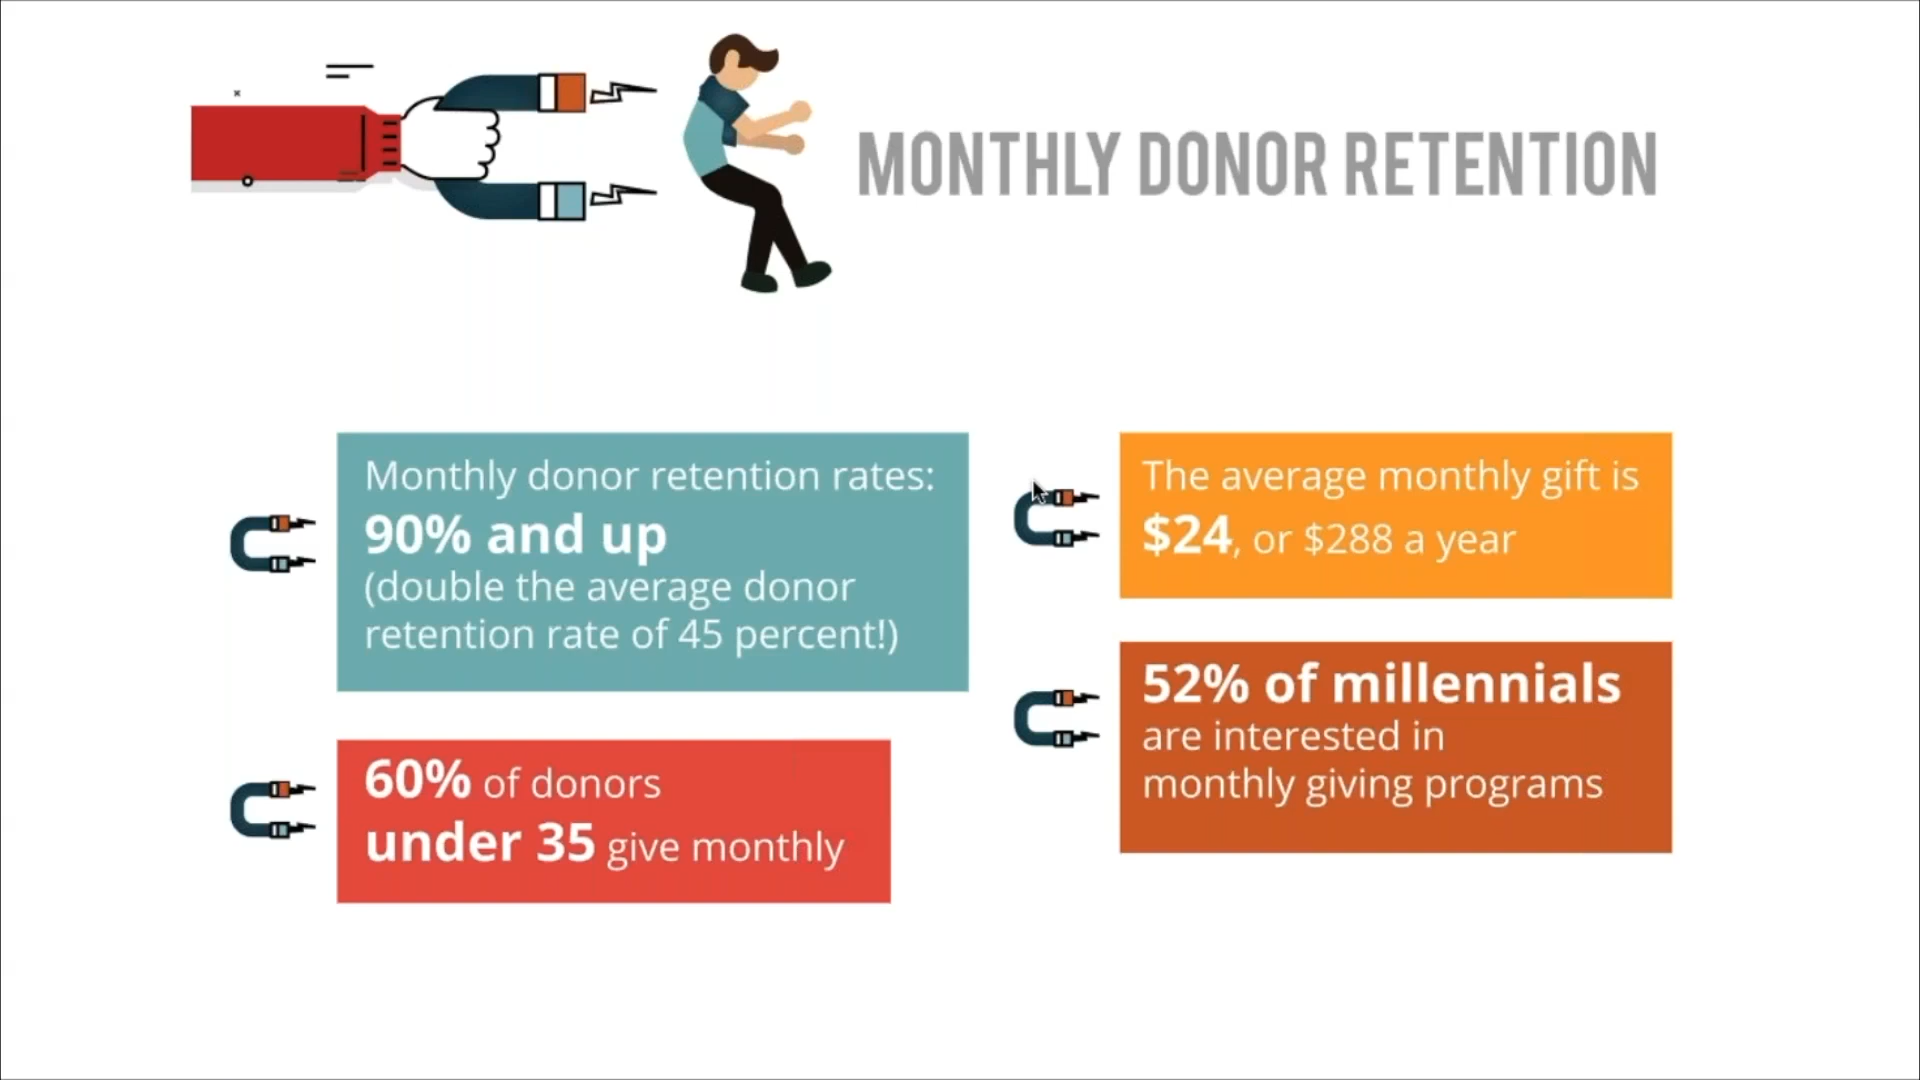 MONTHLY DONOR RETENTION
Monthly donor retention rates:
90% and up
(double the average donor
retention rate of 45 percent!)
60% of donors
under 35 give monthly
The average monthly gift is
$24, or $288 a year
52% of millennials
are interested in
monthly giving programs